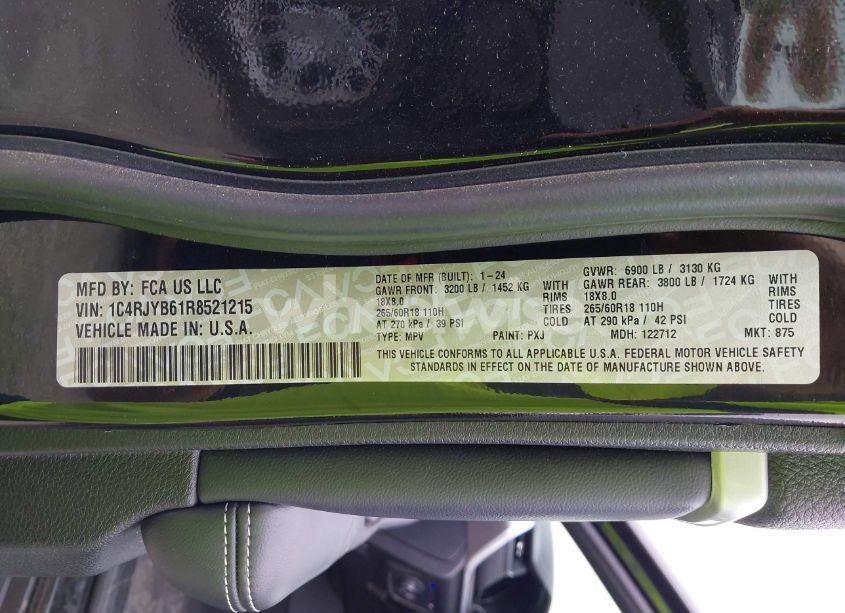 MFD BY: FCA US LLC
VIN: 1C4RJYB61R8521215
VEHICLE MADE IN: U.S.A.
DATE OF MFR (BUILT): 1-24
GAWR FRONT: 3200 LB / 1452 KG WITH
18X8.0 RIMS
265/60R18 110H TIRES
AT 270 kPa / 39 PSI COLD
TYPE: MPV PAINT: PXJ
GVWR: 6900 LB / 3130 KG
GAWR REAR: 3800 LB / 1724 KG WITH
18X8.0 RIMS
265/60R18 110H TIRES
AT 290 kPa / 42 PSI COLD
MDH: 122712 MKT: 875
THIS VEHICLE CONFORMS TO ALL APPLICABLE U.S.A. FEDERAL MOTOR VEHICLE SAFETY
STANDARDS IN EFFECT ON THE DATE OF MANUFACTURE SHOWN ABOVE.